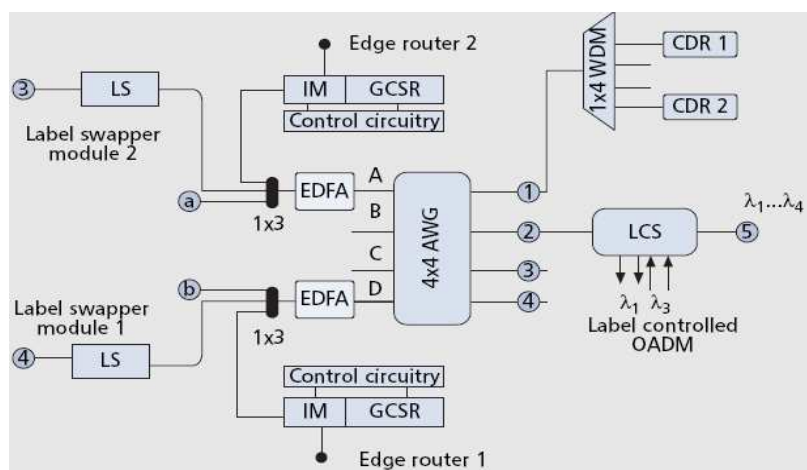 Edge router 2
IM GCSR
Control circuitry
3 LS
Label swapper
module 2
a
1x3
EDFA
A
B
C
D
4x4 AWG
1x4 WDM
CDR 1
CDR 2
1
2
3
4
LCS
5
λ1...λ4
λ1 λ3
Label controlled
OADM
b
EDFA
1x3
Label swapper
module 1
4 LS
Control circuitry
IM GCSR
Edge router 1